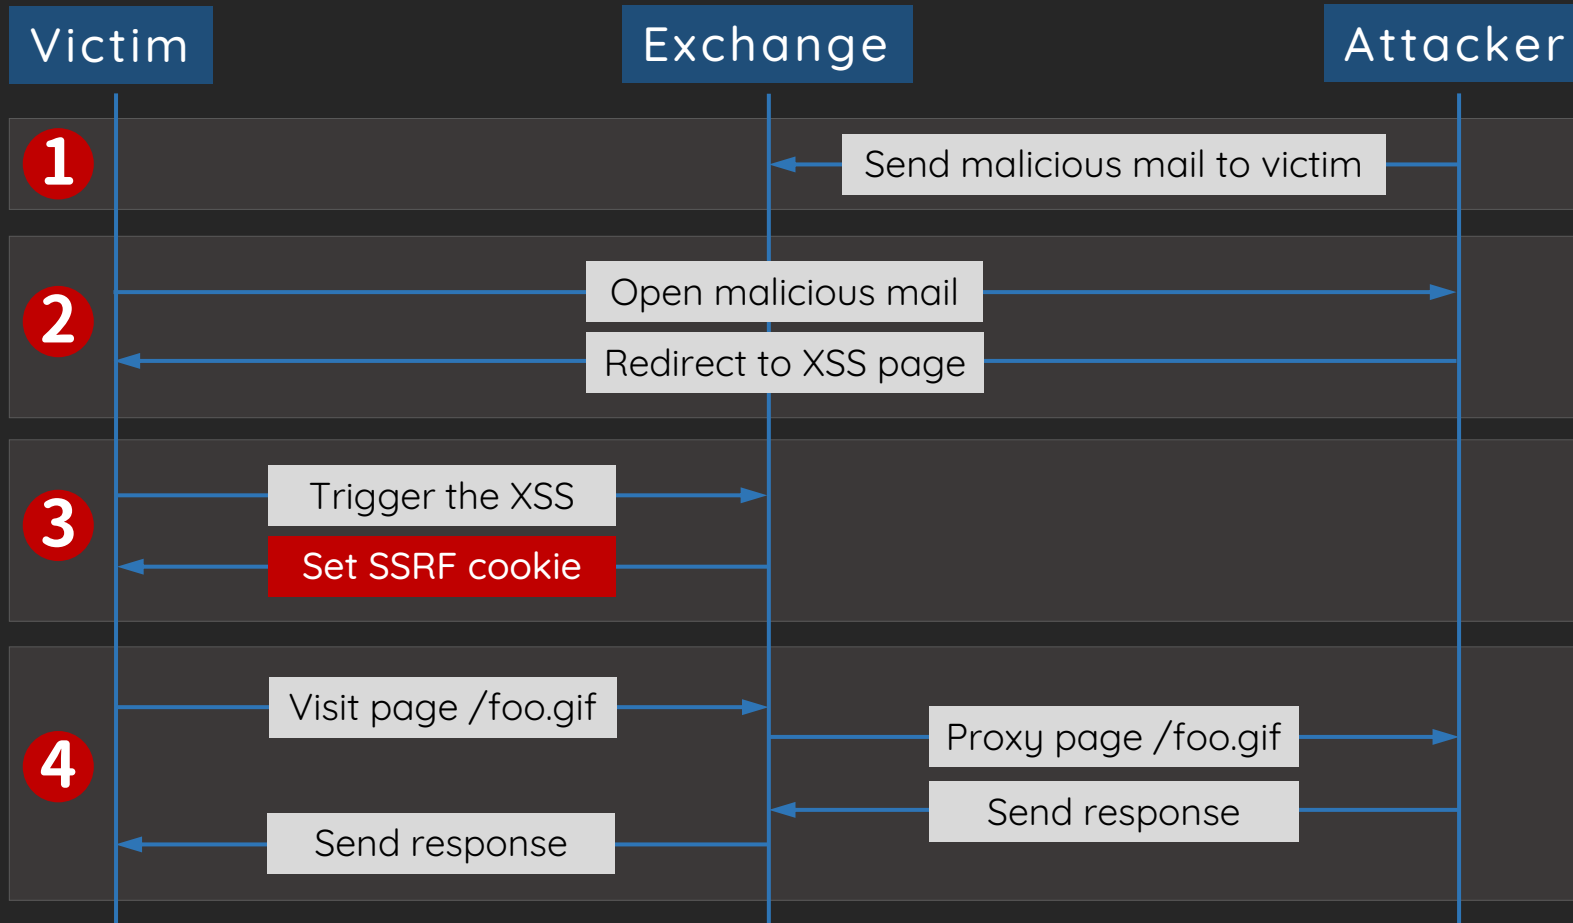 Victim
Exchange
Attacker
1
Send malicious mail to victim
2
Open malicious mail
Redirect to XSS page
3
Trigger the XSS
Set SSRF cookie
4
Visit page /foo.gif
Proxy page /foo.gif
Send response
Send response